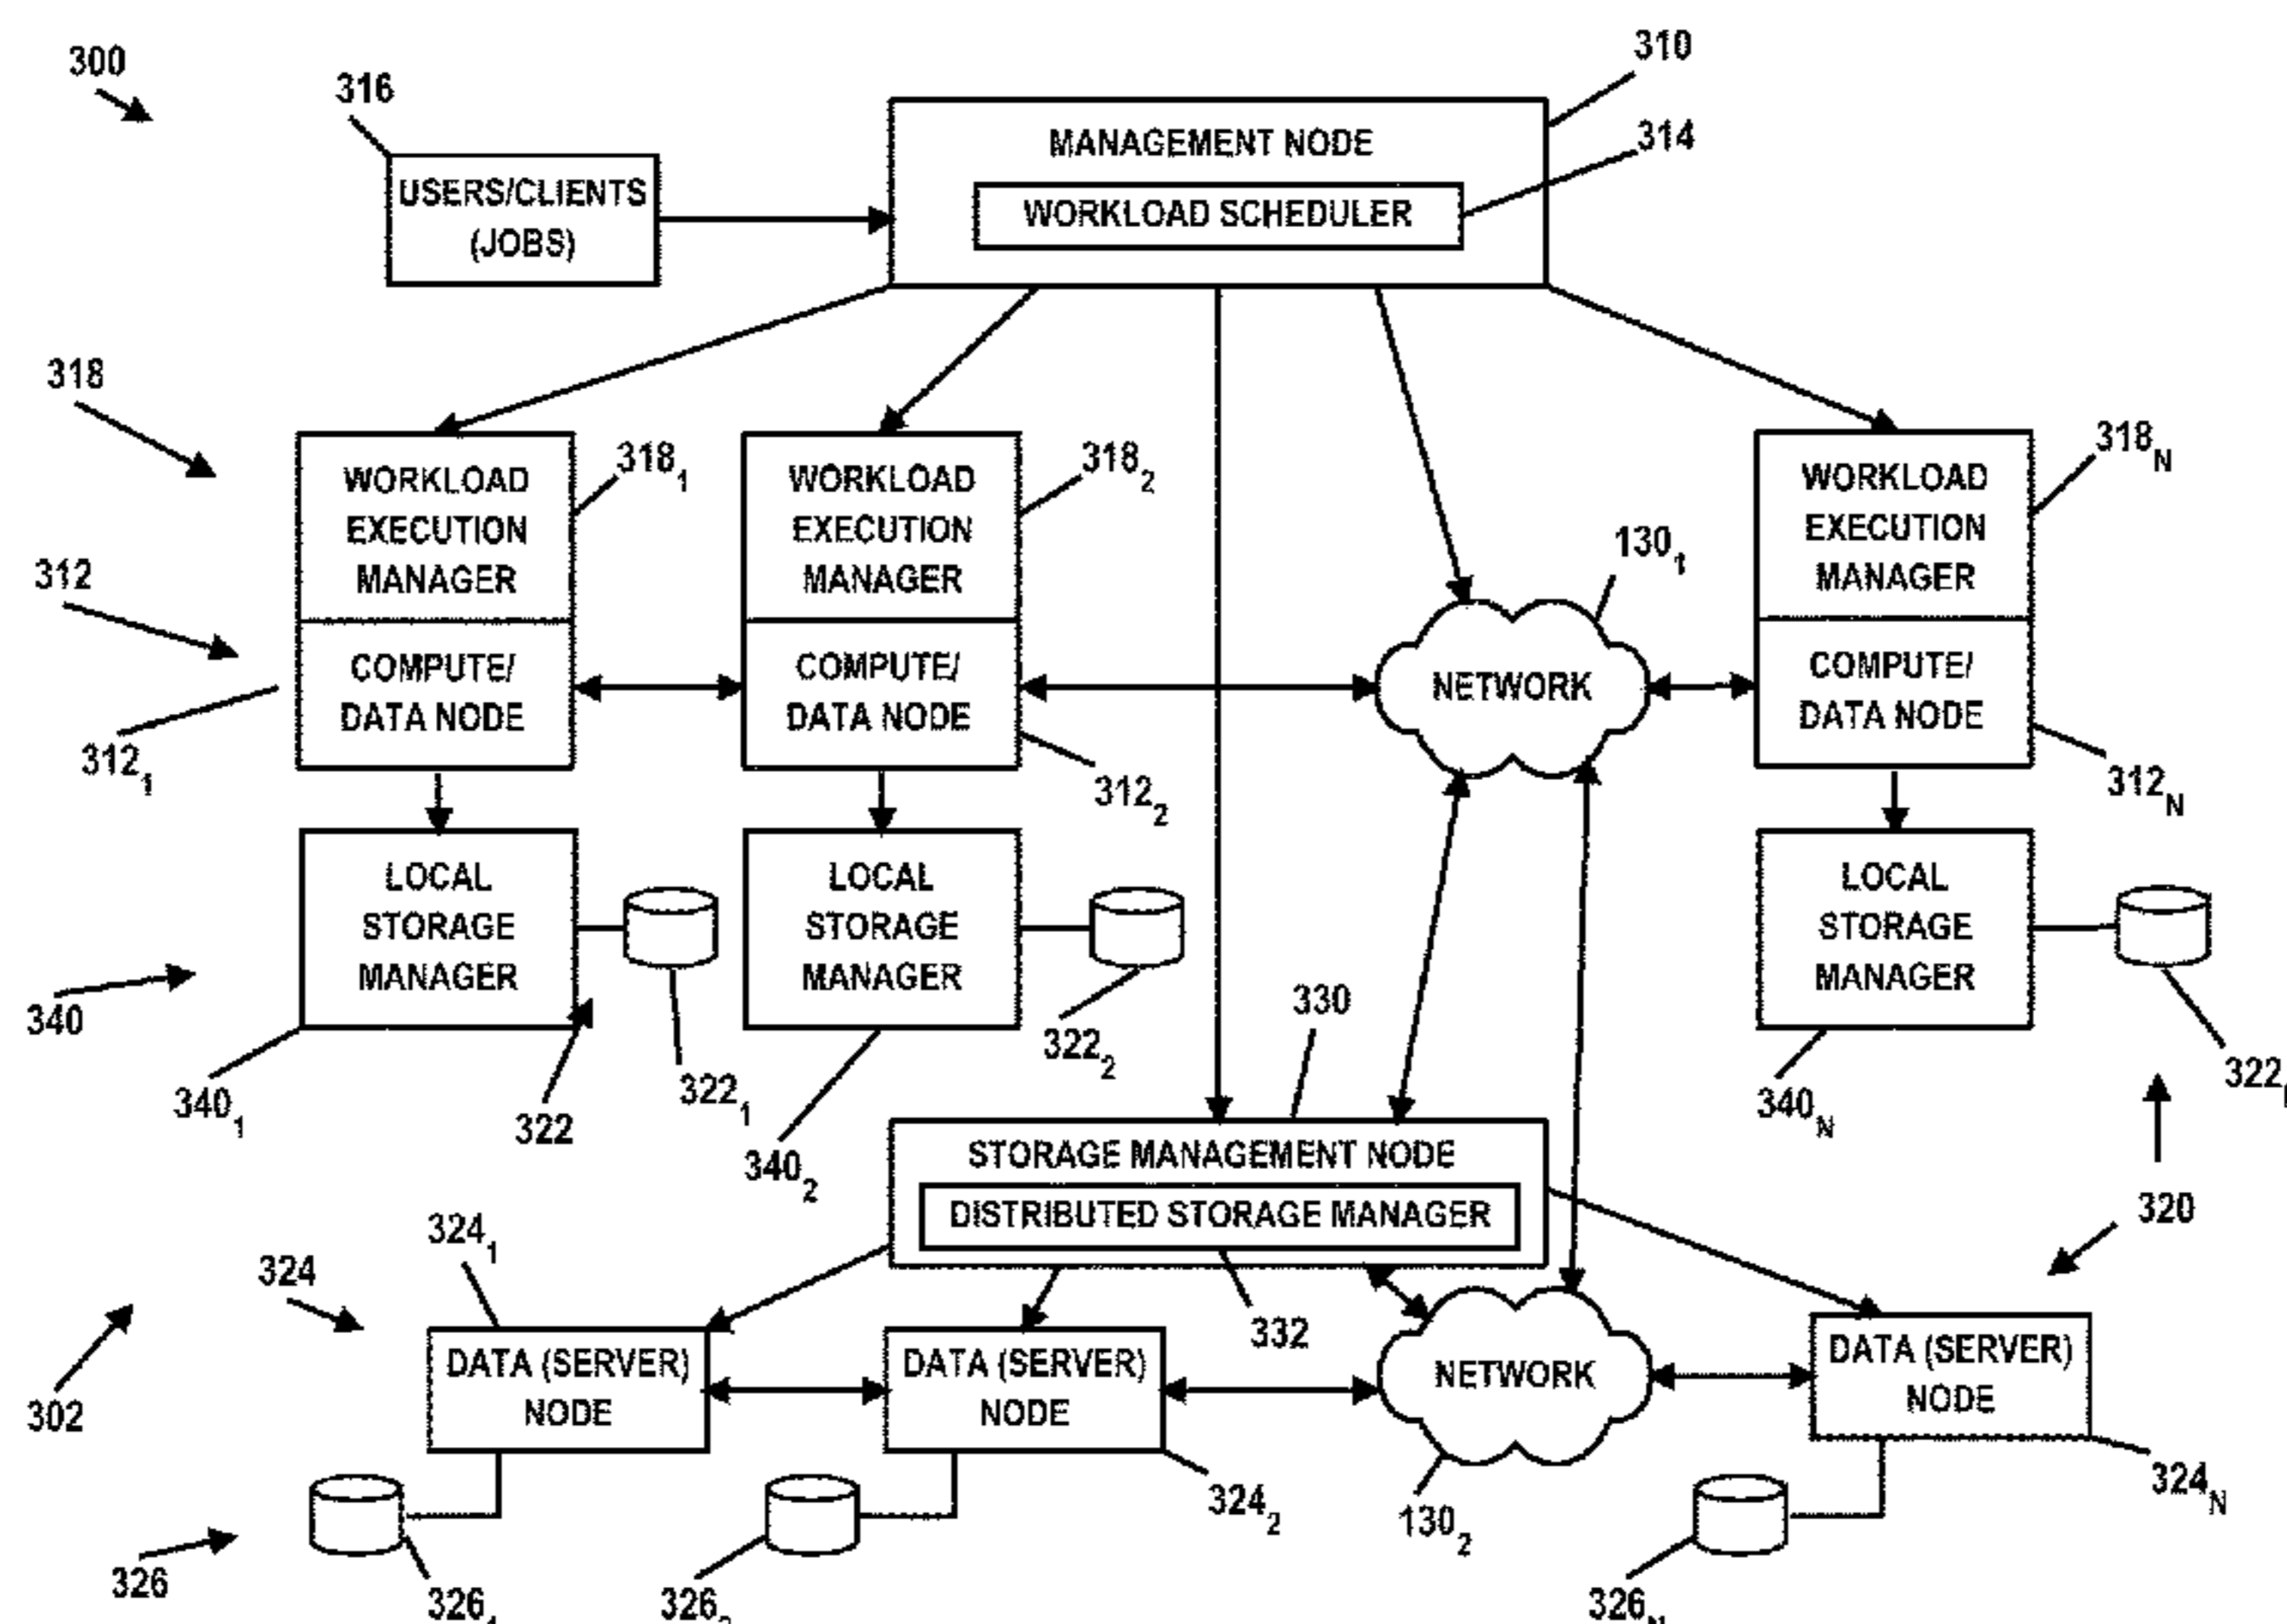 300
316
310
MANAGEMENT NODE
314
USERS/CLIENTS
(JOBS)
WORKLOAD SCHEDULER
318
WORKLOAD
EXECUTION
MANAGER
318₁
WORKLOAD
EXECUTION
MANAGER
318₂
WORKLOAD
EXECUTION
MANAGER
318N
130₁
312
COMPUTE/
DATA NODE
312₁
COMPUTE/
DATA NODE
312₂
NETWORK
COMPUTE/
DATA NODE
312N
LOCAL
STORAGE
MANAGER
LOCAL
STORAGE
MANAGER
LOCAL
STORAGE
MANAGER
340
340₁
322
322₁
340₂
322₂
330
340N
322
STORAGE MANAGEMENT NODE
DISTRIBUTED STORAGE MANAGER
320
324₁
324
302
332
DATA (SERVER)
NODE
DATA (SERVER)
NODE
NETWORK
DATA (SERVER)
NODE
324₂
130₂
324N
326
326₁
326₂
326N